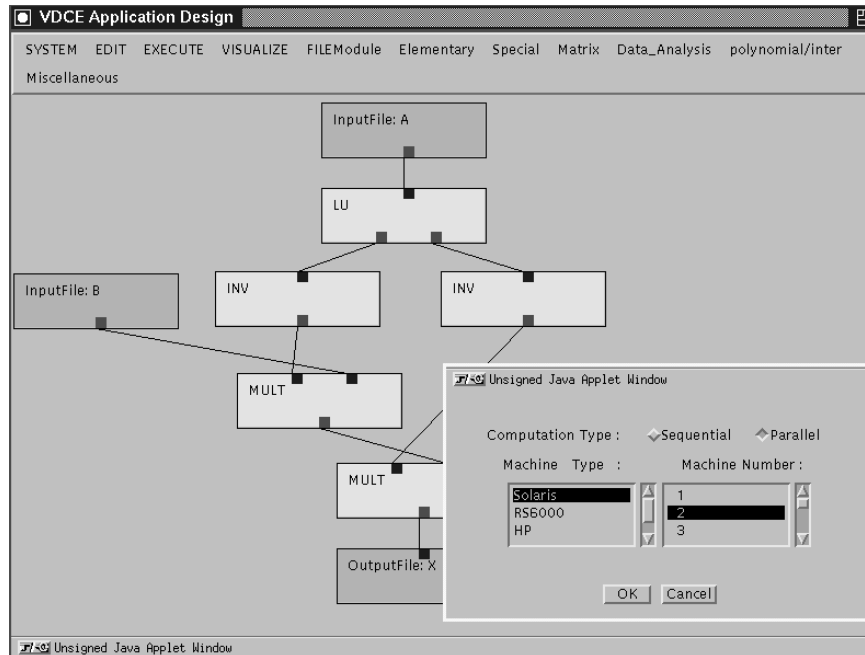 VDCE Application Design
SYSTEM EDIT EXECUTE VISUALIZE FILEModule Elementary Special Matrix Data_Analysis polynomial/inter
Miscellaneous
InputFile: A
LU
InputFile: B
INV
INV
MULT
MULT
OutputFile: X
Unsigned Java Applet Window
Computation Type : Sequential Parallel
Machine Type : Machine Number :
Solaris 1
RS6000 2
HP 3
OK Cancel
Unsigned Java Applet Window